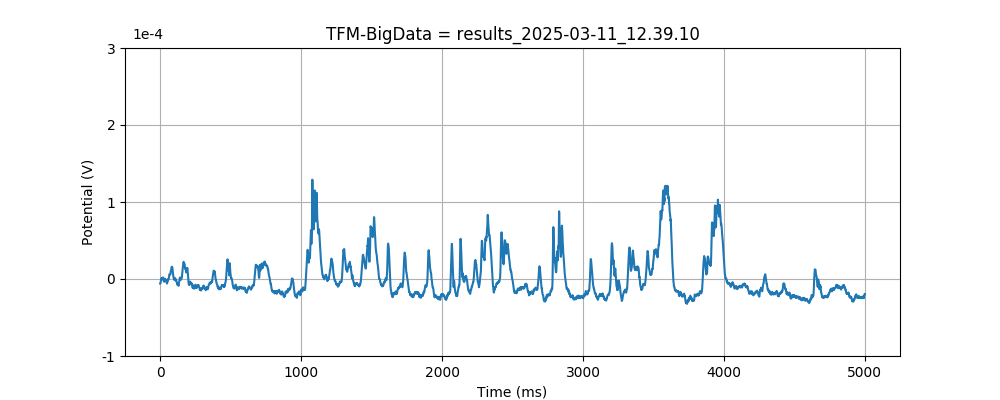 TFM-BigData = results_2025-03-11_12.39.10
1e-4
3
2
1
0
-1
Potential (V)
0 1000 2000 3000 4000 5000
Time (ms)